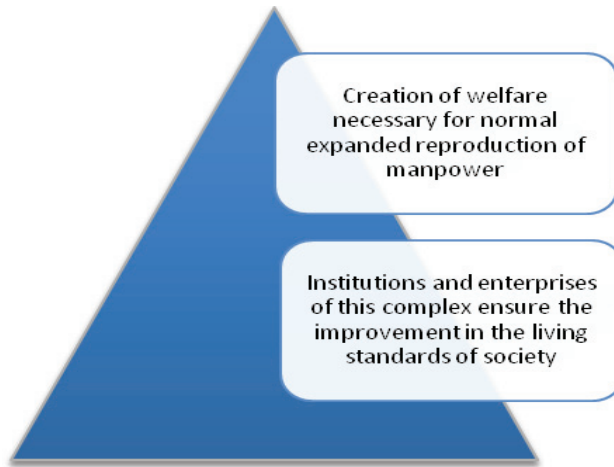 Creation of welfare
necessary for normal
expanded reproduction of
manpower
Institutions and enterprises
of this complex ensure the
improvement in the living
standards of society